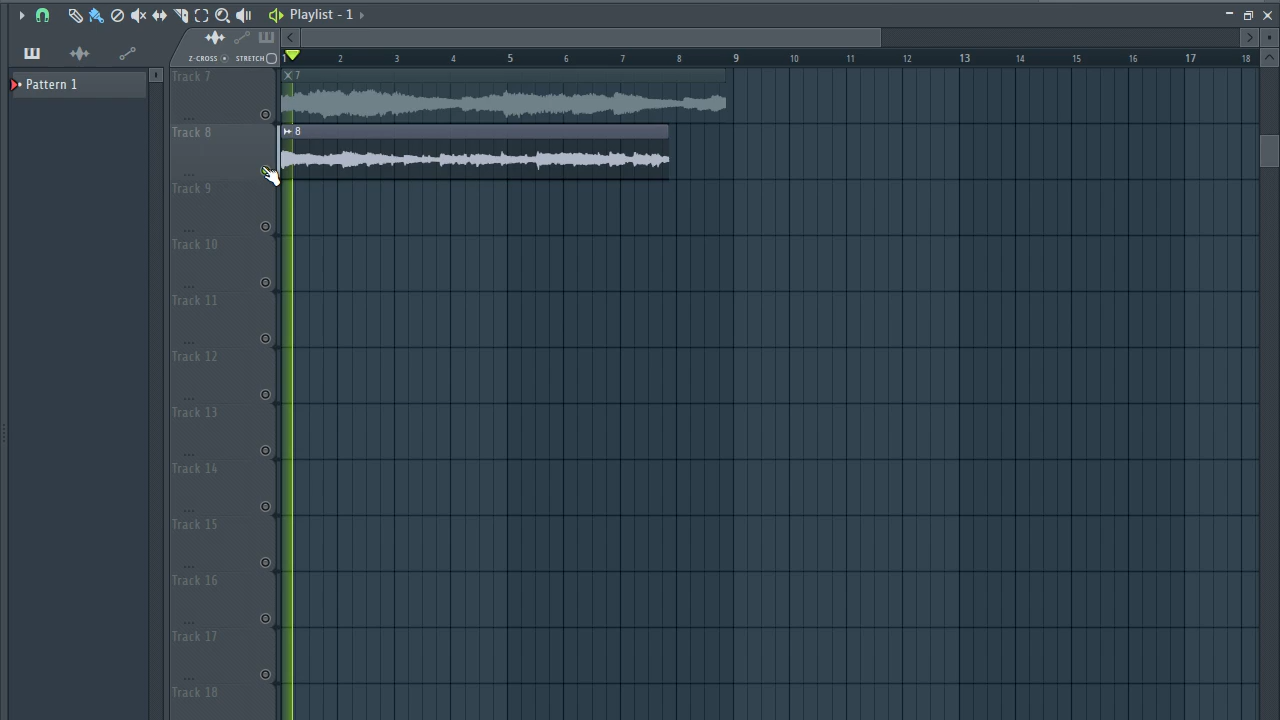 Playlist - 1
Z-CROSS STRETCH
1 2 3 4 5 6 7 8 9 10 11 12 13 14 15 16 17 18
Pattern 1
Track 7
7
...
Track 8
8
...
Track 9
...
Track 10
...
Track 11
...
Track 12
...
Track 13
...
Track 14
...
Track 15
...
Track 16
...
Track 17
...
Track 18